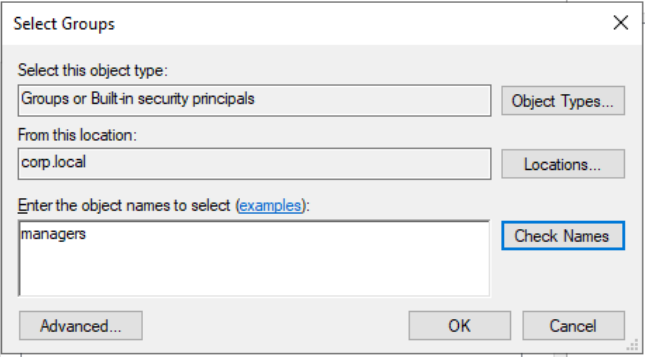 Select Groups
Select this object type:
Groups or Built-in security principals
Object Types...
From this location:
corp.local
Locations...
Enter the object names to select (examples):
managers
Check Names
Advanced...
OK
Cancel